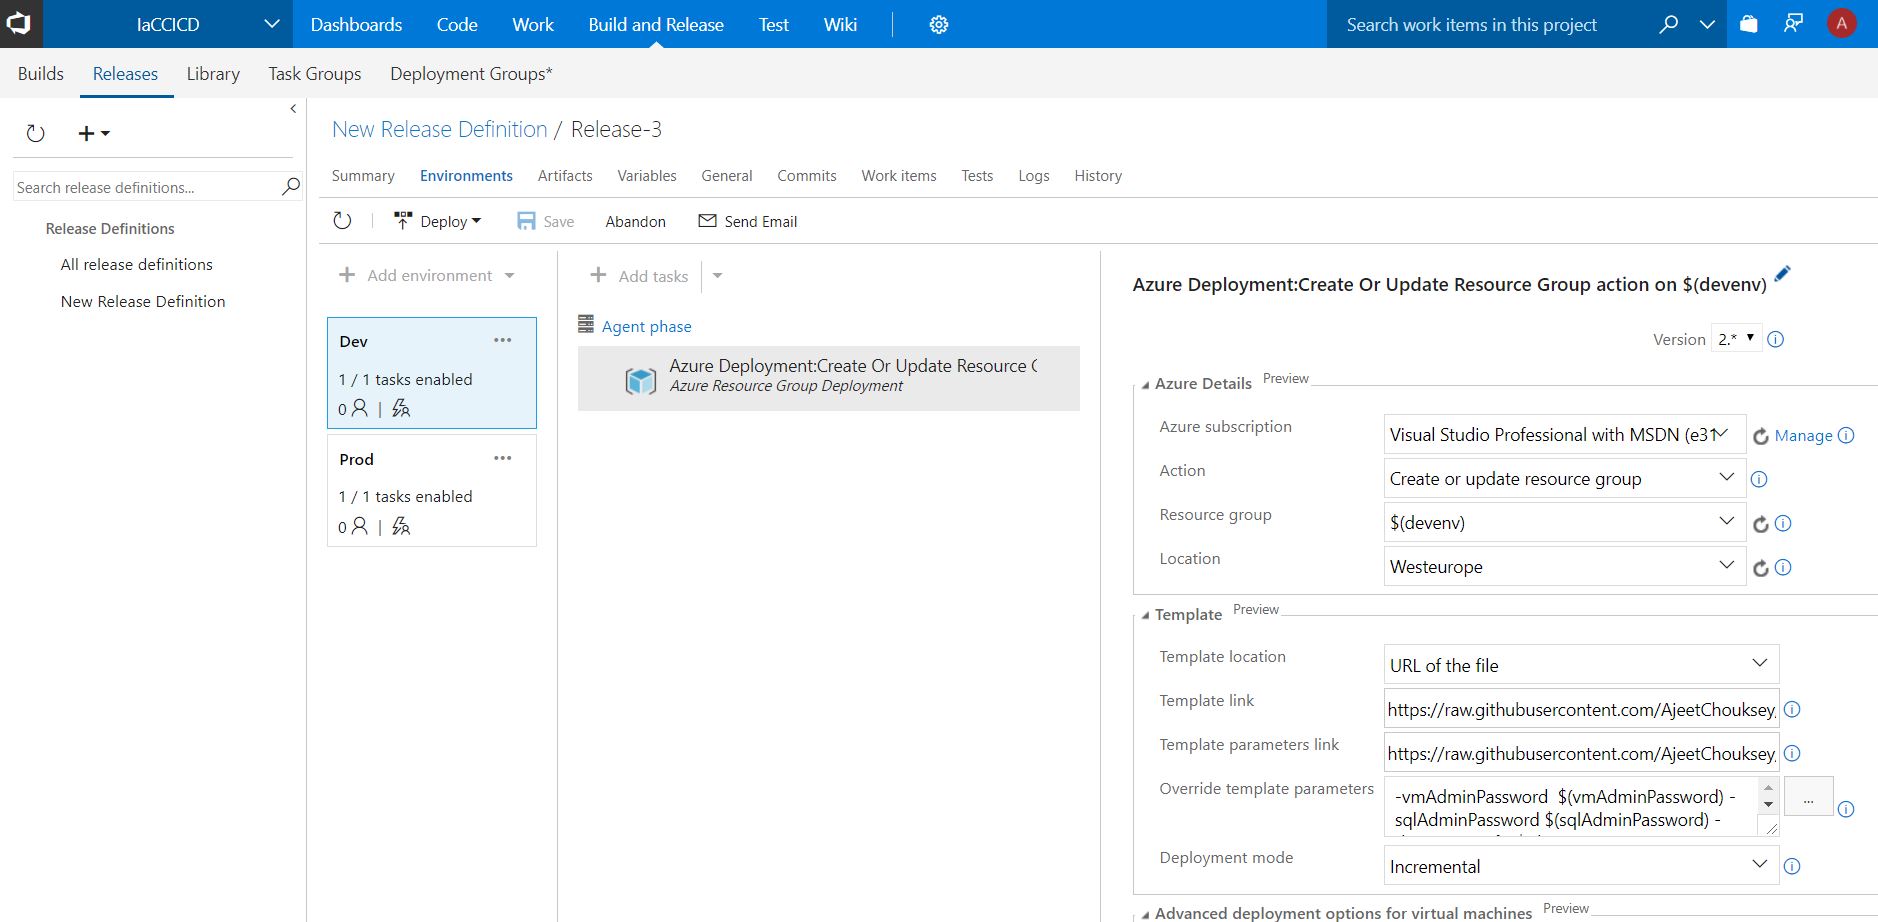 IaCCICD
Dashboards Code Work Build and Release Test Wiki
Search work items in this project
A
Builds Releases Library Task Groups Deployment Groups*
New Release Definition / Release-3
Search release definitions...
Release Definitions
All release definitions
New Release Definition
Summary Environments Artifacts Variables General Commits Work items Tests Logs History
Deploy Save Abandon Send Email
Add environment
Dev ...
1 / 1 tasks enabled
0 |
Prod ...
1 / 1 tasks enabled
0 |
Add tasks
Agent phase
Azure Deployment:Create Or Update Resource
Azure Resource Group Deployment
Azure Deployment:Create Or Update Resource Group action on $(devenv)
Version 2.*
Azure Details Preview
Azure subscription Visual Studio Professional with MSDN (e31 Manage
Action Create or update resource group
Resource group $(devenv)
Location Westeurope
Template Preview
Template location URL of the file
Template link https://raw.githubusercontent.com/AjeetChouksey,
Template parameters link https://raw.githubusercontent.com/AjeetChouksey,
Override template parameters -vmAdminPassword $(vmAdminPassword) -
sqlAdminPassword $(sqlAdminPassword) -
...
Deployment mode Incremental
Advanced deployment options for virtual machines Preview